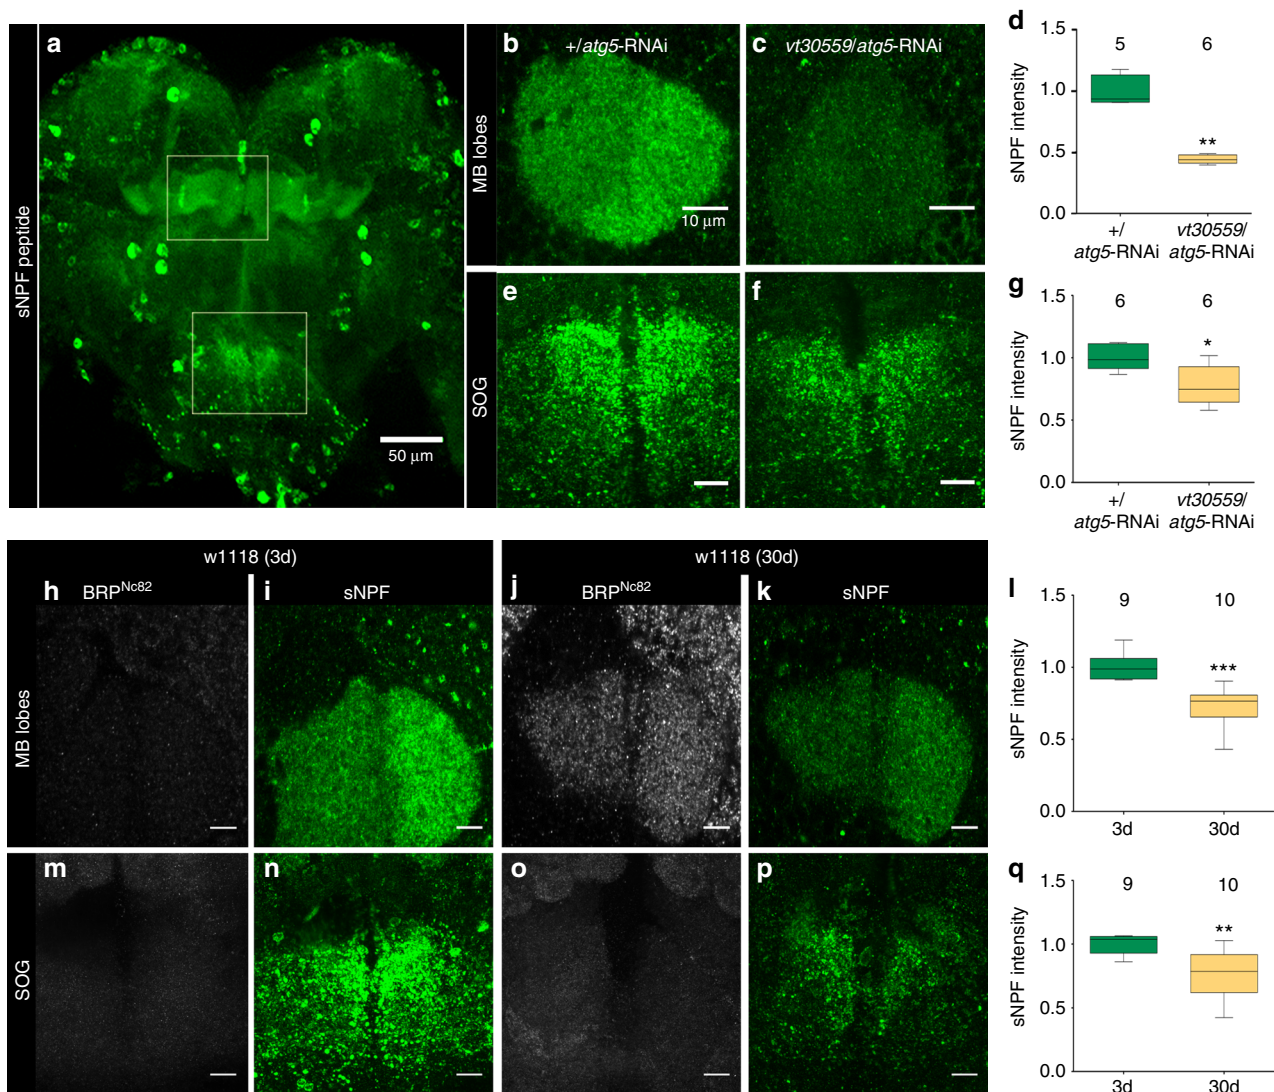 a
sNPF peptide
50 μm
b
+/atg5-RNAi
c
vt30559/atg5-RNAi
MB lobes
10 μm
d
1.5
1.0
0.5
0.0
sNPF intensity
5
6
**
+/
atg5-RNAi
vt30559/
atg5-RNAi
e
f
SOG
g
1.5
1.0
0.5
0.0
sNPF intensity
6
6
*
+/
atg5-RNAi
vt30559/
atg5-RNAi
w1118 (3d)
w1118 (30d)
h
BRPNc82
i
sNPF
j
BRPNc82
k
sNPF
MB lobes
l
1.5
1.0
0.5
0.0
sNPF intensity
9
10
***
3d
30d
m
n
o
p
SOG
q
1.5
1.0
0.5
0.0
sNPF intensity
9
10
**
3d
30d